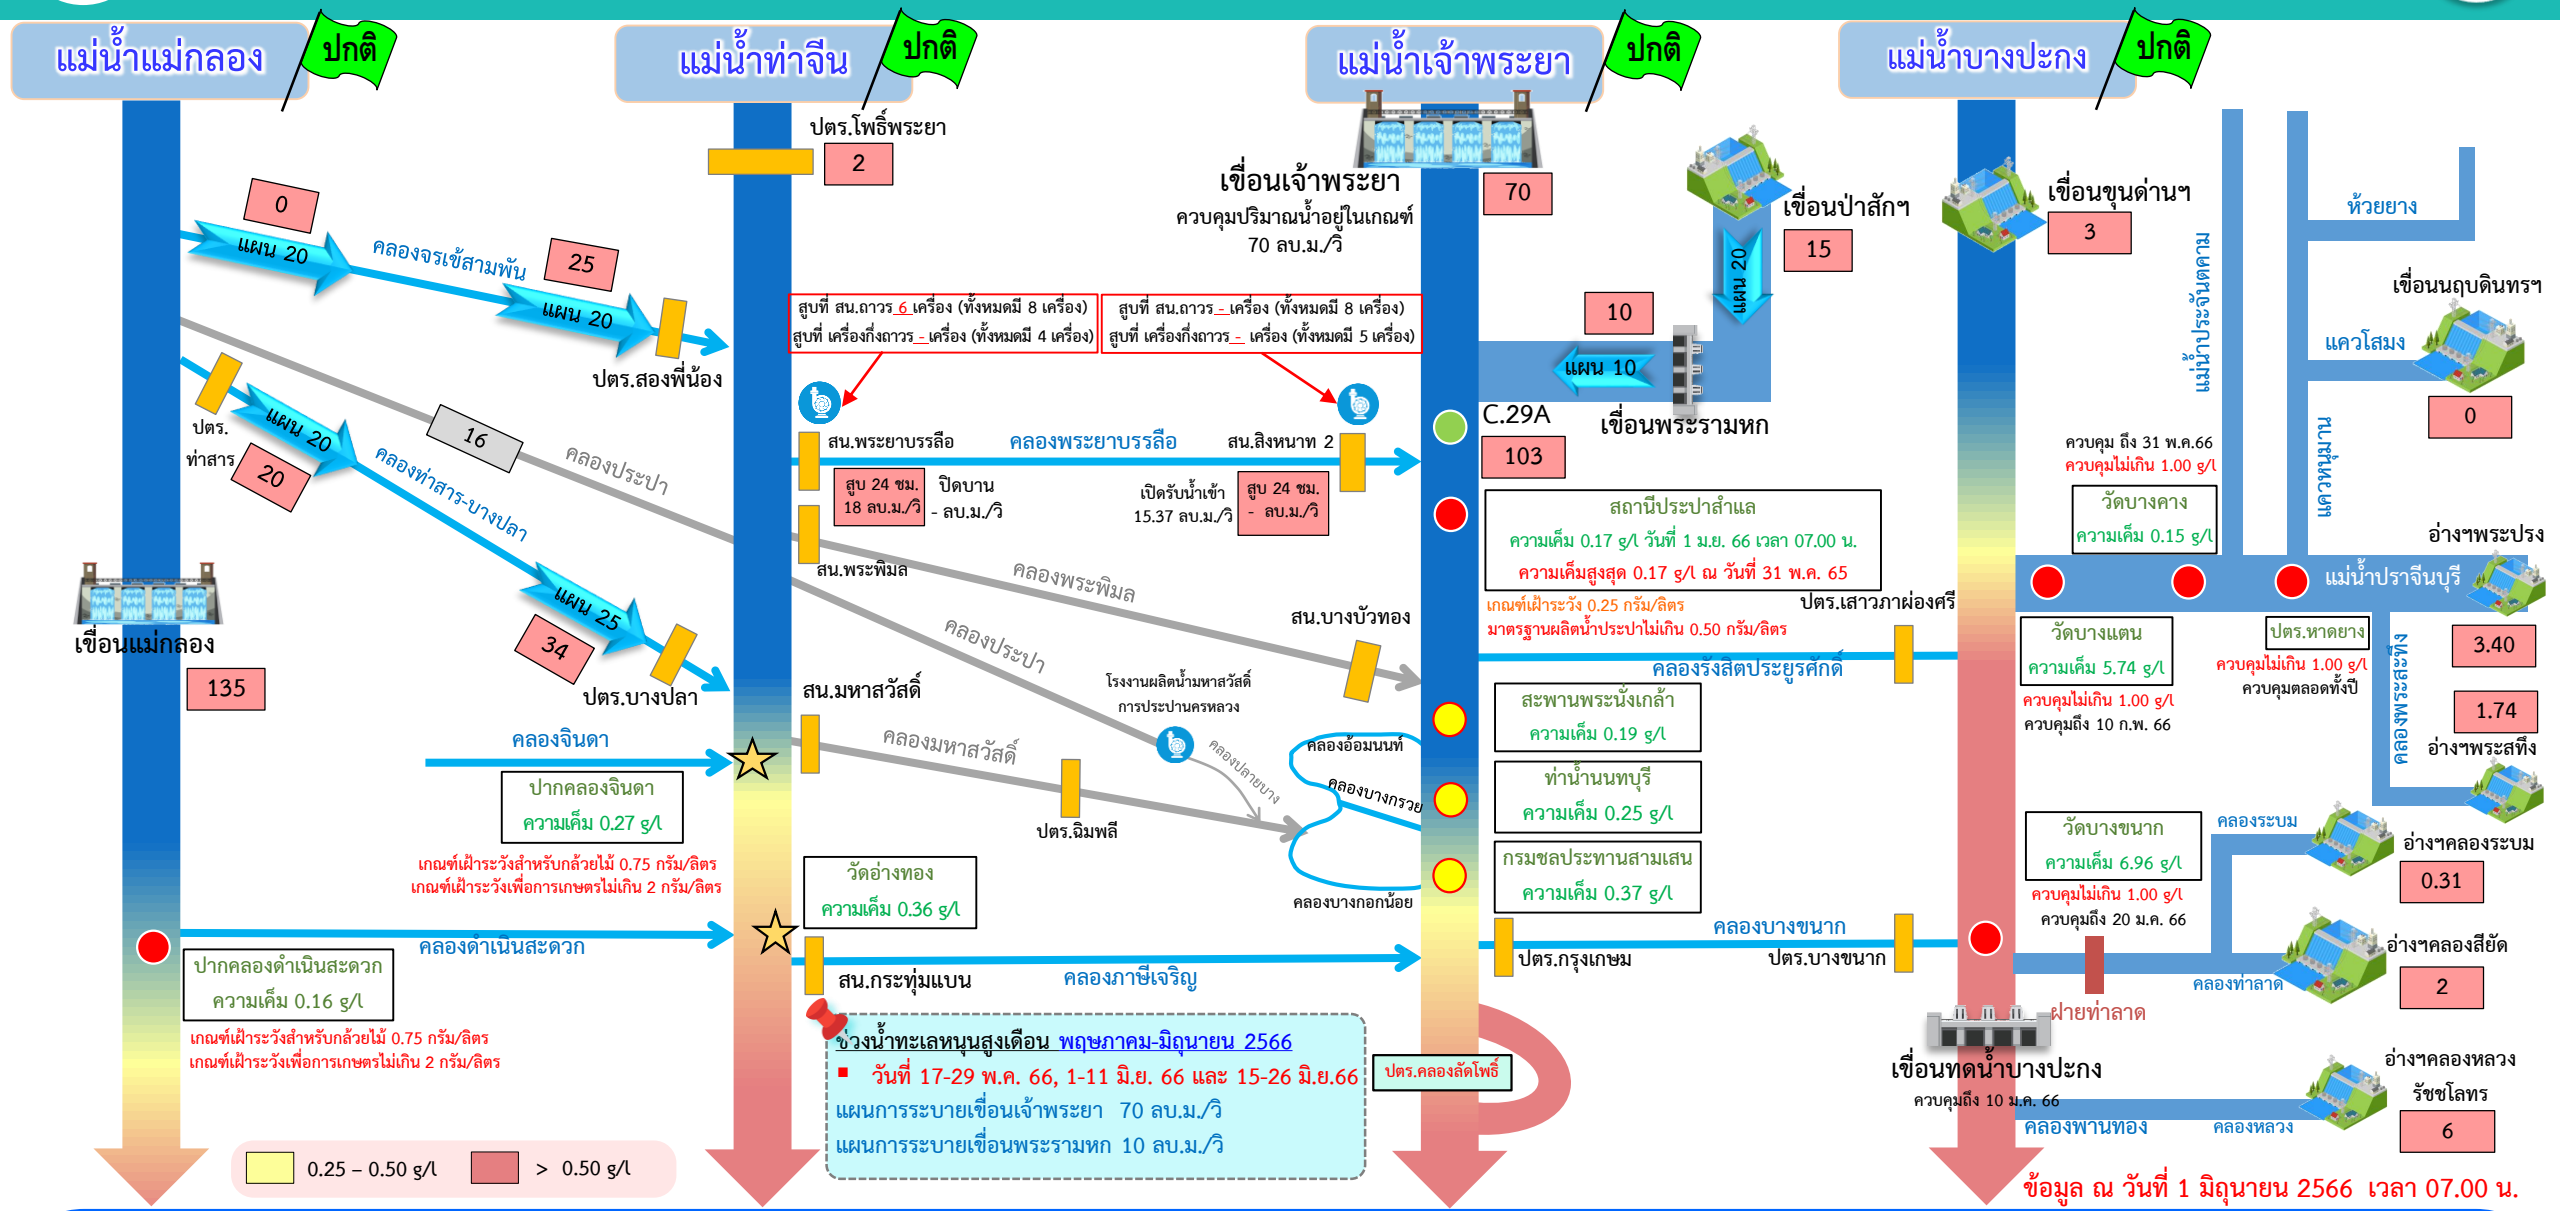 แม่น้ำแม่กลอง
ปกติ
แม่น้ำท่าจีน
ปกติ
แม่น้ำเจ้าพระยา
ปกติ
แม่น้ำบางปะกง
ปกติ
ปตร.โพธิ์พระยา
2
เขื่อนเจ้าพระยา
ควบคุมปริมาณน้ำอยู่ในเกณฑ์
70 ลบ.ม./วิ
70
เขื่อนป่าสักฯ
15
แผน 20
10
แผน 10
เขื่อนพระรามหก
เขื่อนขุนด่านฯ
3
ห้วยยาง
แม่น้ำประจันตคาม
เขื่อนนฤบดินทรฯ
แควโสมง
0
แควหนุมาน
0
แผน 20
คลองจรเข้สามพัน
25
แผน 20
ปตร.สองพี่น้อง
สูบที่ สน.ถาวร 6 เครื่อง (ทั้งหมดมี 8 เครื่อง)
สูบที่ เครื่องกึ่งถาวร - เครื่อง (ทั้งหมดมี 4 เครื่อง)
สูบที่ สน.ถาวร - เครื่อง (ทั้งหมดมี 8 เครื่อง)
สูบที่ เครื่องกึ่งถาวร - เครื่อง (ทั้งหมดมี 5 เครื่อง)
ปตร.
ท่าสาร
แผน 20
20
16
คลองท่าสาร-บางปลา
คลองประปา
แผน 25
34
ปตร.บางปลา
สน.พระยาบรรลือ
คลองพระยาบรรลือ
สน.สิงหนาท 2
สูบ 24 ชม.
18 ลบ.ม./วิ
ปิดบาน
- ลบ.ม./วิ
เปิดรับน้ำเข้า
15.37 ลบ.ม./วิ
สูบ 24 ชม.
- ลบ.ม./วิ
C.29A
103
สน.พระพิมล
คลองพระพิมล
สน.บางบัวทอง
สถานีประปาสำแล
ความเค็ม 0.17 g/l วันที่ 1 ม.ย. 66 เวลา 07.00 น.
ความเค็มสูงสุด 0.17 g/l ณ วันที่ 31 พ.ค. 65
เกณฑ์เฝ้าระวัง 0.25 กรัม/ลิตร
มาตรฐานผลิตน้ำประปาไม่เกิน 0.50 กรัม/ลิตร
ปตร.เสาวภาผ่องศรี
คลองรังสิตประยูรศักดิ์
ควบคุม ถึง 31 พ.ค.66
ควบคุมไม่เกิน 1.00 g/l
วัดบางคาง
ความเค็ม 0.15 g/l
อ่างฯพระปรง
แม่น้ำปราจีนบุรี
3.40
วัดบางแตน
ความเค็ม 5.74 g/l
ควบคุมไม่เกิน 1.00 g/l
ควบคุมถึง 10 ก.พ. 66
ปตร.หาดยาง
ควบคุมไม่เกิน 1.00 g/l
ควบคุมตลอดทั้งปี
คลองพระสะทึง
1.74
อ่างฯพระสทึง
เขื่อนแม่กลอง
135
คลองจินดา
ปากคลองจินดา
ความเค็ม 0.27 g/l
เกณฑ์เฝ้าระวังสำหรับกล้วยไม้ 0.75 กรัม/ลิตร
เกณฑ์เฝ้าระวังเพื่อการเกษตรไม่เกิน 2 กรัม/ลิตร
สน.มหาสวัสดิ์
คลองมหาสวัสดิ์
ปตร.ฉิมพลี
คลองประปา
โรงงานผลิตน้ำมหาสวัสดิ์
การประปานครหลวง
คลองปลายบาง
คลองอ้อมนนท์
คลองบางกรวย
คลองบางกอกน้อย
สะพานพระนั่งเกล้า
ความเค็ม 0.19 g/l
ท่าน้ำนนทบุรี
ความเค็ม 0.25 g/l
กรมชลประทานสามเสน
ความเค็ม 0.37 g/l
วัดบางขนาก
ความเค็ม 6.96 g/l
ควบคุมไม่เกิน 1.00 g/l
ควบคุมถึง 20 ม.ค. 66
คลองระบม
อ่างฯคลองระบม
0.31
วัดอ่างทอง
ความเค็ม 0.36 g/l
คลองดำเนินสะดวก
ปากคลองดำเนินสะดวก
ความเค็ม 0.16 g/l
เกณฑ์เฝ้าระวังสำหรับกล้วยไม้ 0.75 กรัม/ลิตร
เกณฑ์เฝ้าระวังเพื่อการเกษตรไม่เกิน 2 กรัม/ลิตร
สน.กระทุ่มแบน
คลองภาษีเจริญ
ปตร.กรุงเกษม
คลองบางขนาก
ปตร.บางขนาก
อ่างฯคลองสียัด
2
คลองท่าลาด
ฝายท่าลาด
เขื่อนทดน้ำบางปะกง
ควบคุมถึง 10 ม.ค. 66
คลองพานทอง
คลองหลวง
อ่างฯคลองหลวง
รัชชโลทร
6
ช่วงน้ำทะเลหนุนสูงเดือน พฤษภาคม-มิถุนายน 2566
วันที่ 17-29 พ.ค. 66, 1-11 มิ.ย. 66 และ 15-26 มิ.ย.66
แผนการระบายเขื่อนเจ้าพระยา 70 ลบ.ม./วิ
แผนการระบายเขื่อนพระรามหก 10 ลบ.ม./วิ
ปตร.คลองลัดโพธิ์
0.25 – 0.50 g/l
> 0.50 g/l
ข้อมูล ณ วันที่ 1 มิถุนายน 2566 เวลา 07.00 น.